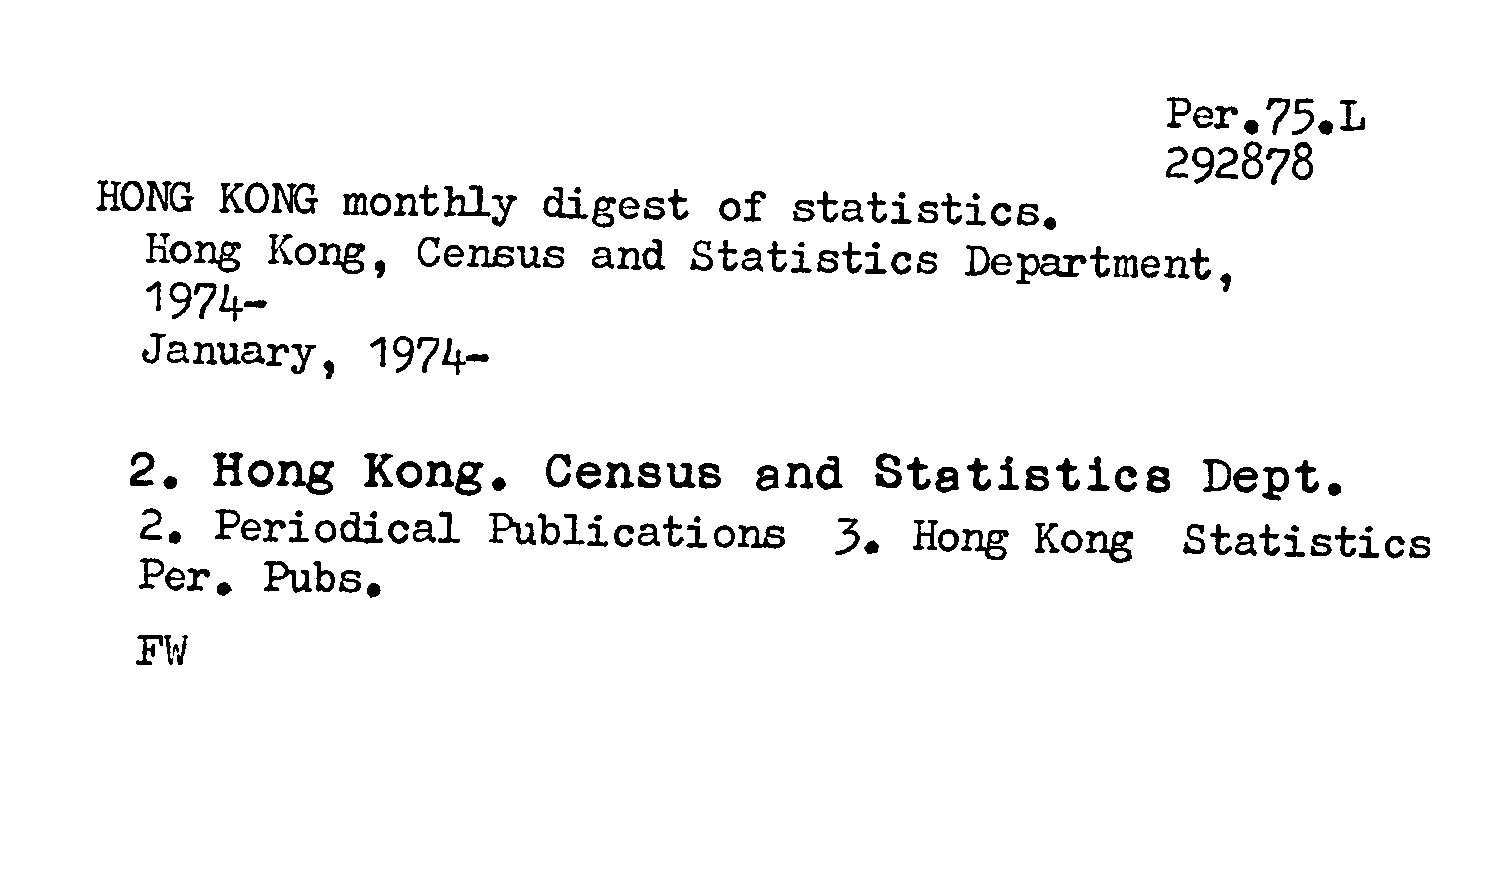 Per.75.L
292878
HONG KONG monthly digest of statistics.
Hong Kong, Census and Statistics Department,
1974-
January, 1974-
2. Hong Kong. Census and Statistics Dept.
2. Periodical Publications 3. Hong Kong Statistics
Per. Pubs.
FW